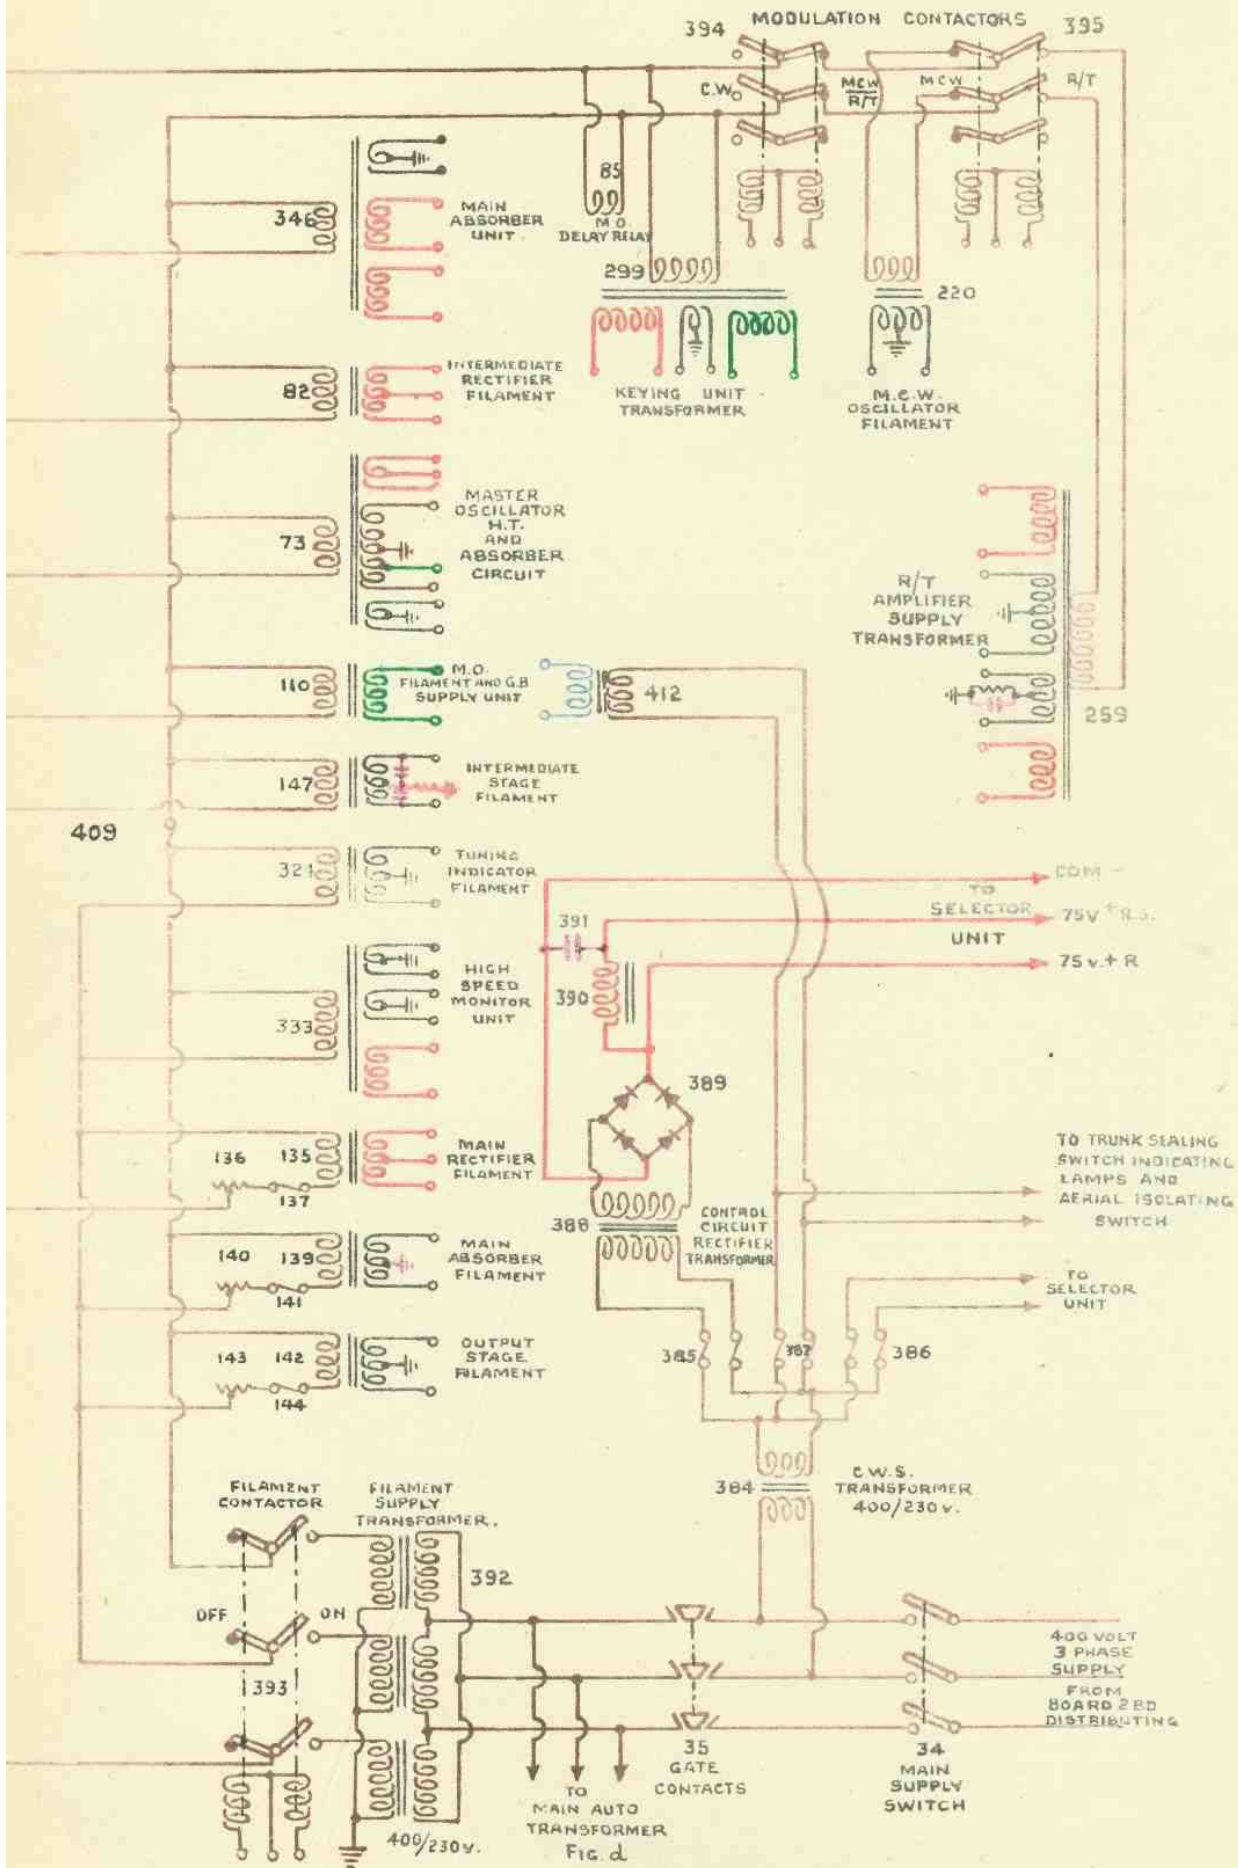 394
MODULATION CONTACTORS
395
C.W
MCW
R/T
MCW
R/T
85
M.O.
DELAY RELAY
346
MAIN
ABSORBER
UNIT.
299
220
KEYING UNIT
TRANSFORMER
M.C.W.
OSCILLATOR
FILAMENT
82
INTERMEDIATE
RECTIFIER
FILAMENT
73
MASTER
OSCILLATOR
H.T.
AND
ABSORBER
CIRCUIT
R/T
AMPLIFIER
SUPPLY
TRANSFORMER
259
110
M.O.
FILAMENT AND G.B
SUPPLY UNIT
412
147
INTERMEDIATE
STAGE
FILAMENT
409
321
TUNING
INDICATOR
FILAMENT
COM -
TO
SELECTOR
UNIT
75V + R.S.
75 v. + R
391
390
389
333
HIGH
SPEED
MONITOR
UNIT
136 135
137
MAIN
RECTIFIER
FILAMENT
TO TRUNK SEALING
SWITCH INDICATING
LAMPS AND
AERIAL ISOLATING
SWITCH
388
CONTROL
CIRCUIT
RECTIFIER
TRANSFORMER
140 139
141
MAIN
ABSORBER
FILAMENT
TO
SELECTOR
UNIT
143 142
144
OUTPUT
STAGE
FILAMENT
385
387
386
384
C.W.S.
TRANSFORMER
400/230 v.
FILAMENT
CONTACTOR
FILAMENT
SUPPLY
TRANSFORMER.
392
OFF
ON
393
400 VOLT
3 PHASE
SUPPLY
FROM
BOARD 2BD
DISTRIBUTING
35
GATE
CONTACTS
34
MAIN
SUPPLY
SWITCH
TO
MAIN AUTO
TRANSFORMER
400/230 v.
FIG. d